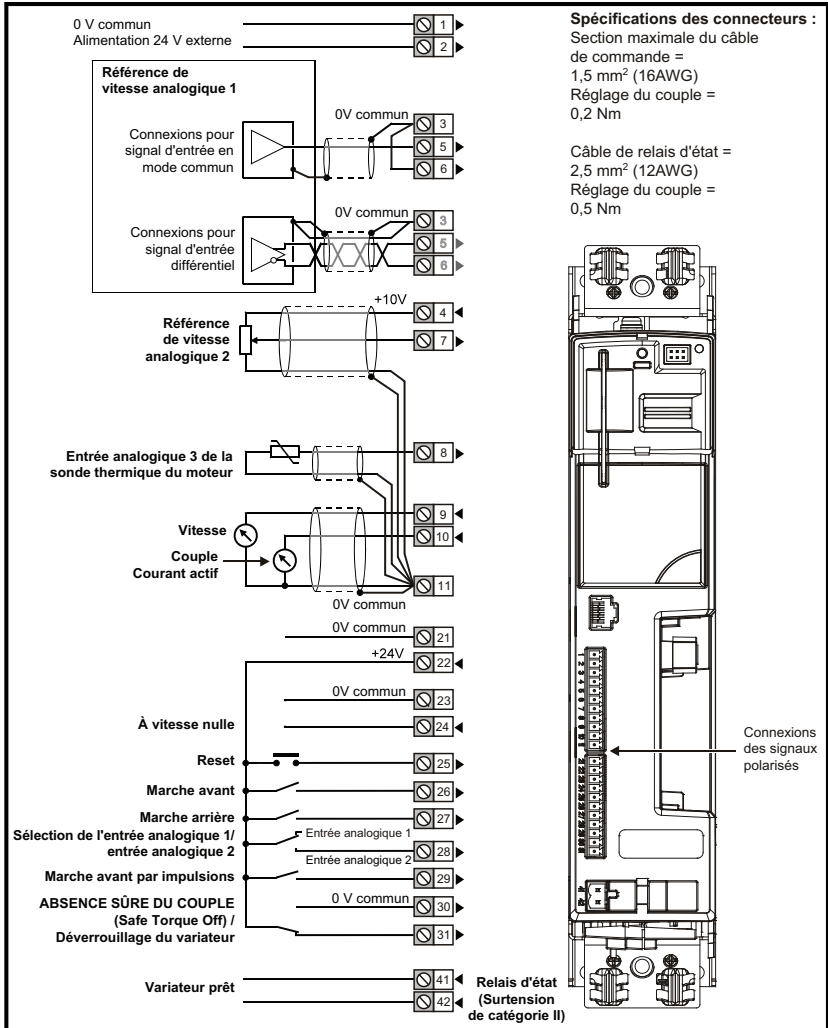 0 V commun
Alimentation 24 V externe
1
2
Référence de
vitesse analogique 1
Connexions pour
signal d'entrée en
mode commun
0V commun
3
5
6
Connexions pour
signal d'entrée
différentiel
0V commun
3
5
6
Référence
de vitesse
analogique 2
+10V
4
7
Entrée analogique 3 de la
sonde thermique du moteur
8
Vitesse
Couple
Courant actif
9
10
11
0V commun
0V commun
21
+24V
22
0V commun
23
À vitesse nulle
24
Reset
25
Marche avant
26
Marche arrière
27
Sélection de l'entrée analogique 1/
entrée analogique 2
Entrée analogique 1
28
Entrée analogique 2
Marche avant par impulsions
29
ABSENCE SÛRE DU COUPLE
(Safe Torque Off) /
Déverrouillage du variateur
0 V commun
30
31
Variateur prêt
41
42
Relais d'état
(Surtension
de catégorie II)
Spécifications des connecteurs :
Section maximale du câble
de commande =
1,5 mm² (16AWG)
Réglage du couple =
0,2 Nm
Câble de relais d'état =
2,5 mm² (12AWG)
Réglage du couple =
0,5 Nm
Connexions
des signaux
polarisés